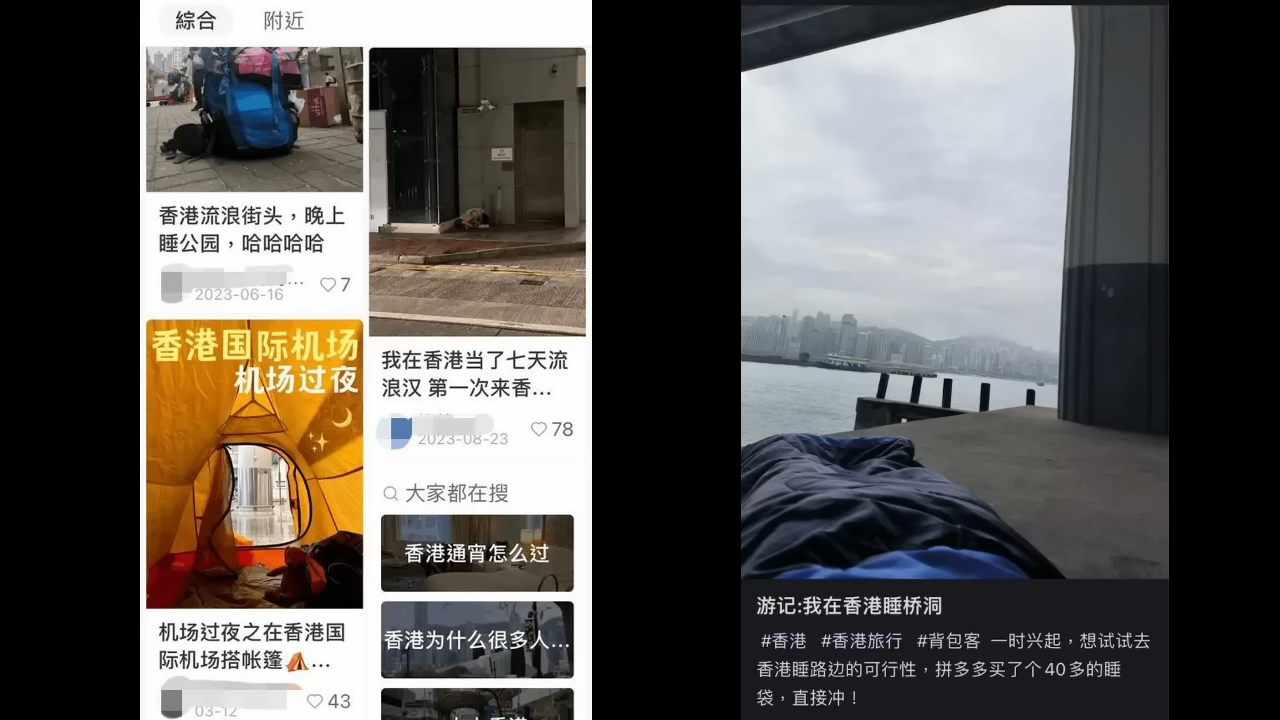 綜合
附近
香港流浪街头，晚上
睡公园，哈哈哈哈
...
2023-06-16
7
香港国际机场
机场过夜
机场过夜之在香港国
际机场搭帐篷⛺...
03-12
43
我在香港当了七天流
浪汉 第一次来香...
2023-08-23
78
大家都在搜
香港通宵怎么过
香港为什么很多人...
游记:我在香港睡桥洞
#香港 #香港旅行 #背包客 一时兴起，想试试去
香港睡路边的可行性，拼多多买了个40多的睡
袋，直接冲！